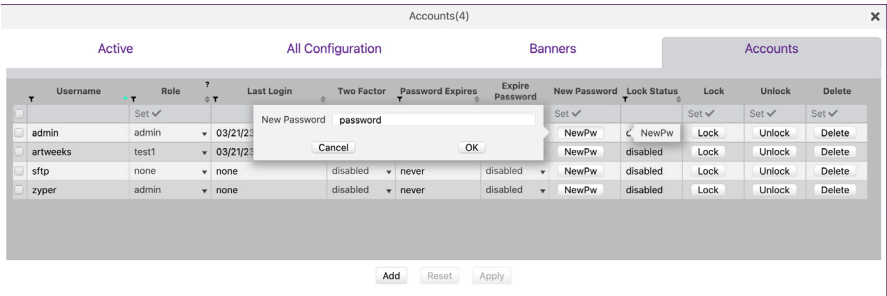 Accounts(4)
Active All Configuration Banners Accounts
Username Role ? Last Login Two Factor Password Expires Expire Password New Password Lock Status Lock Unlock Delete
Set Set Set Set Set
New Password password
Cancel OK
admin admin 03/21/23 NewPw NewPw Lock Unlock Delete
artweeks test1 03/21/23 NewPw disabled Lock Unlock Delete
sftp none none disabled never disabled NewPw disabled Lock Unlock Delete
zyper admin none disabled never disabled NewPw disabled Lock Unlock Delete
Add Reset Apply